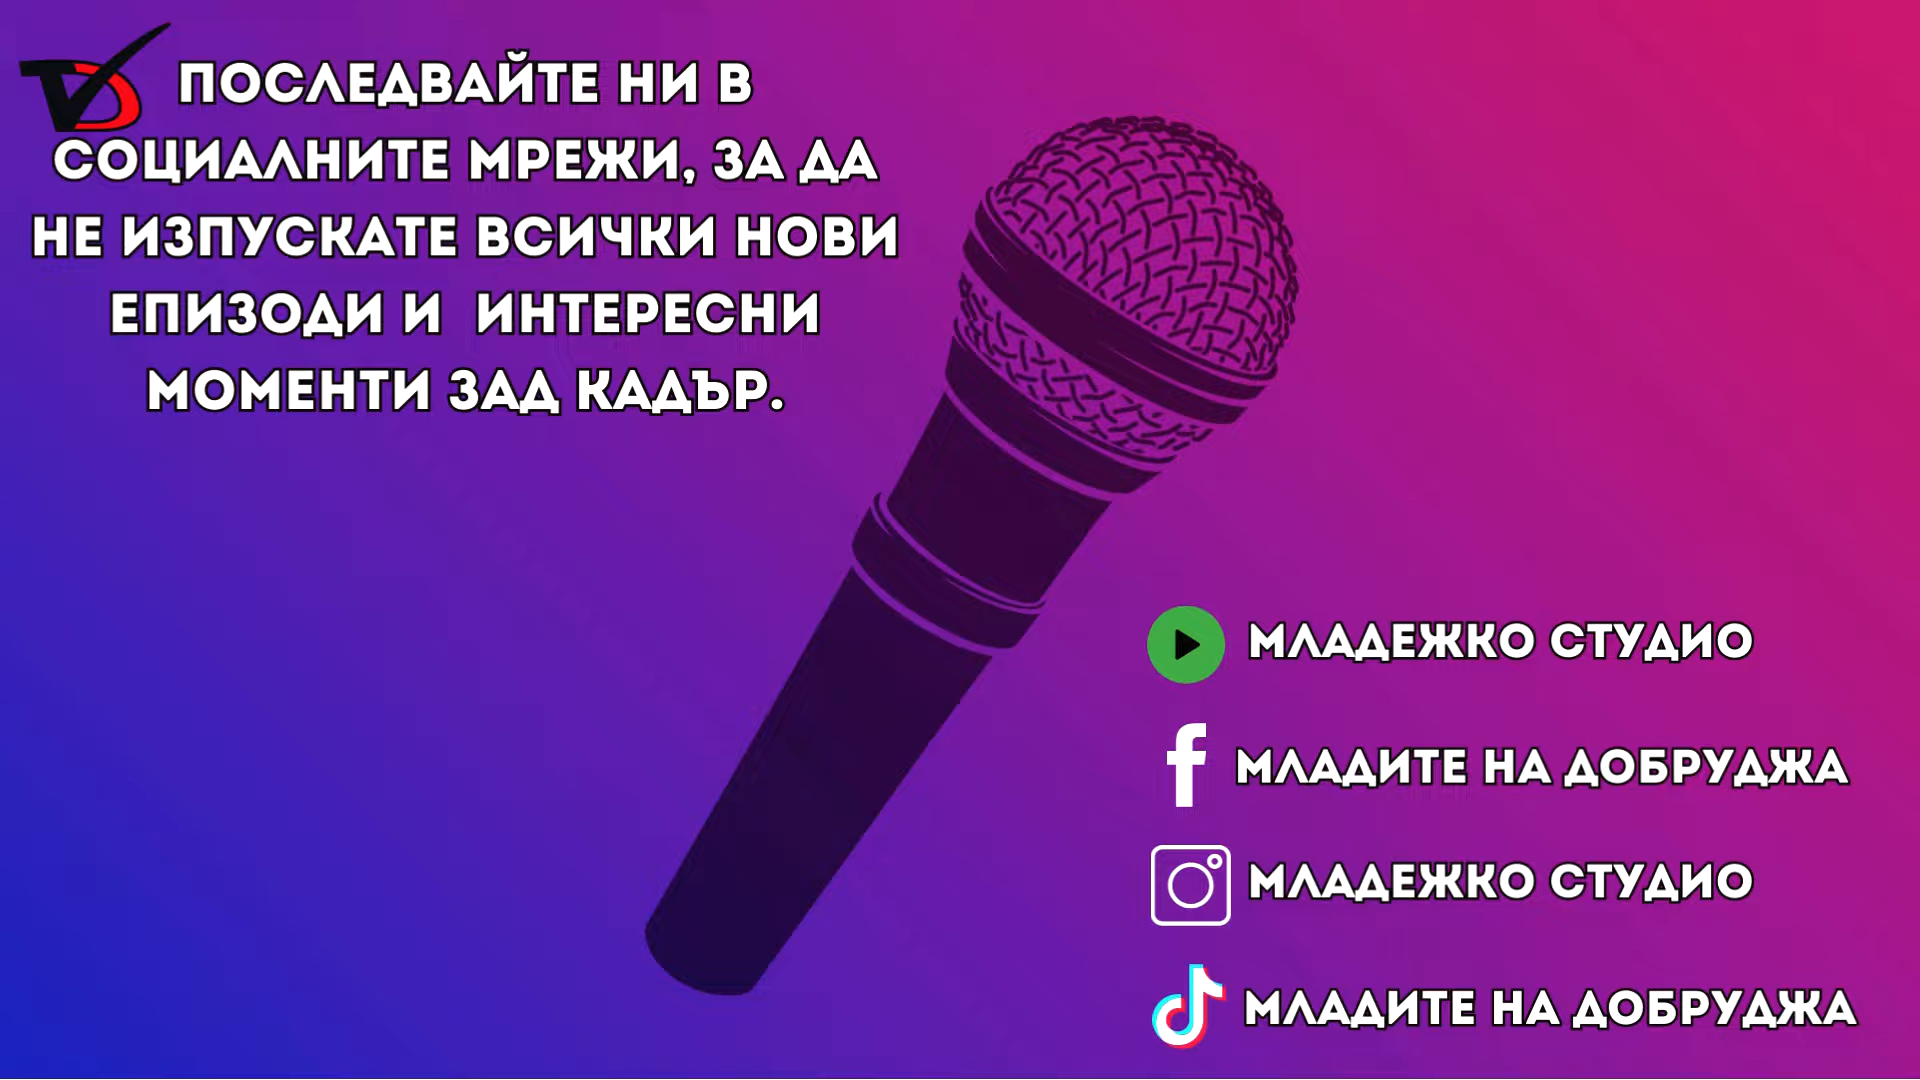 ПОСЛЕДВАЙТЕ НИ В
СОЦИАЛНИТЕ МРЕЖИ, ЗА ДА
НЕ ИЗПУСКАТЕ ВСИЧКИ НОВИ
ЕПИЗОДИ И ИНТЕРЕСНИ
МОМЕНТИ ЗАД КАДЪР.
МЛАДЕЖКО СТУДИО
МЛАДИТЕ НА ДОБРУДЖА
МЛАДЕЖКО СТУДИО
МЛАДИТЕ НА ДОБРУДЖА